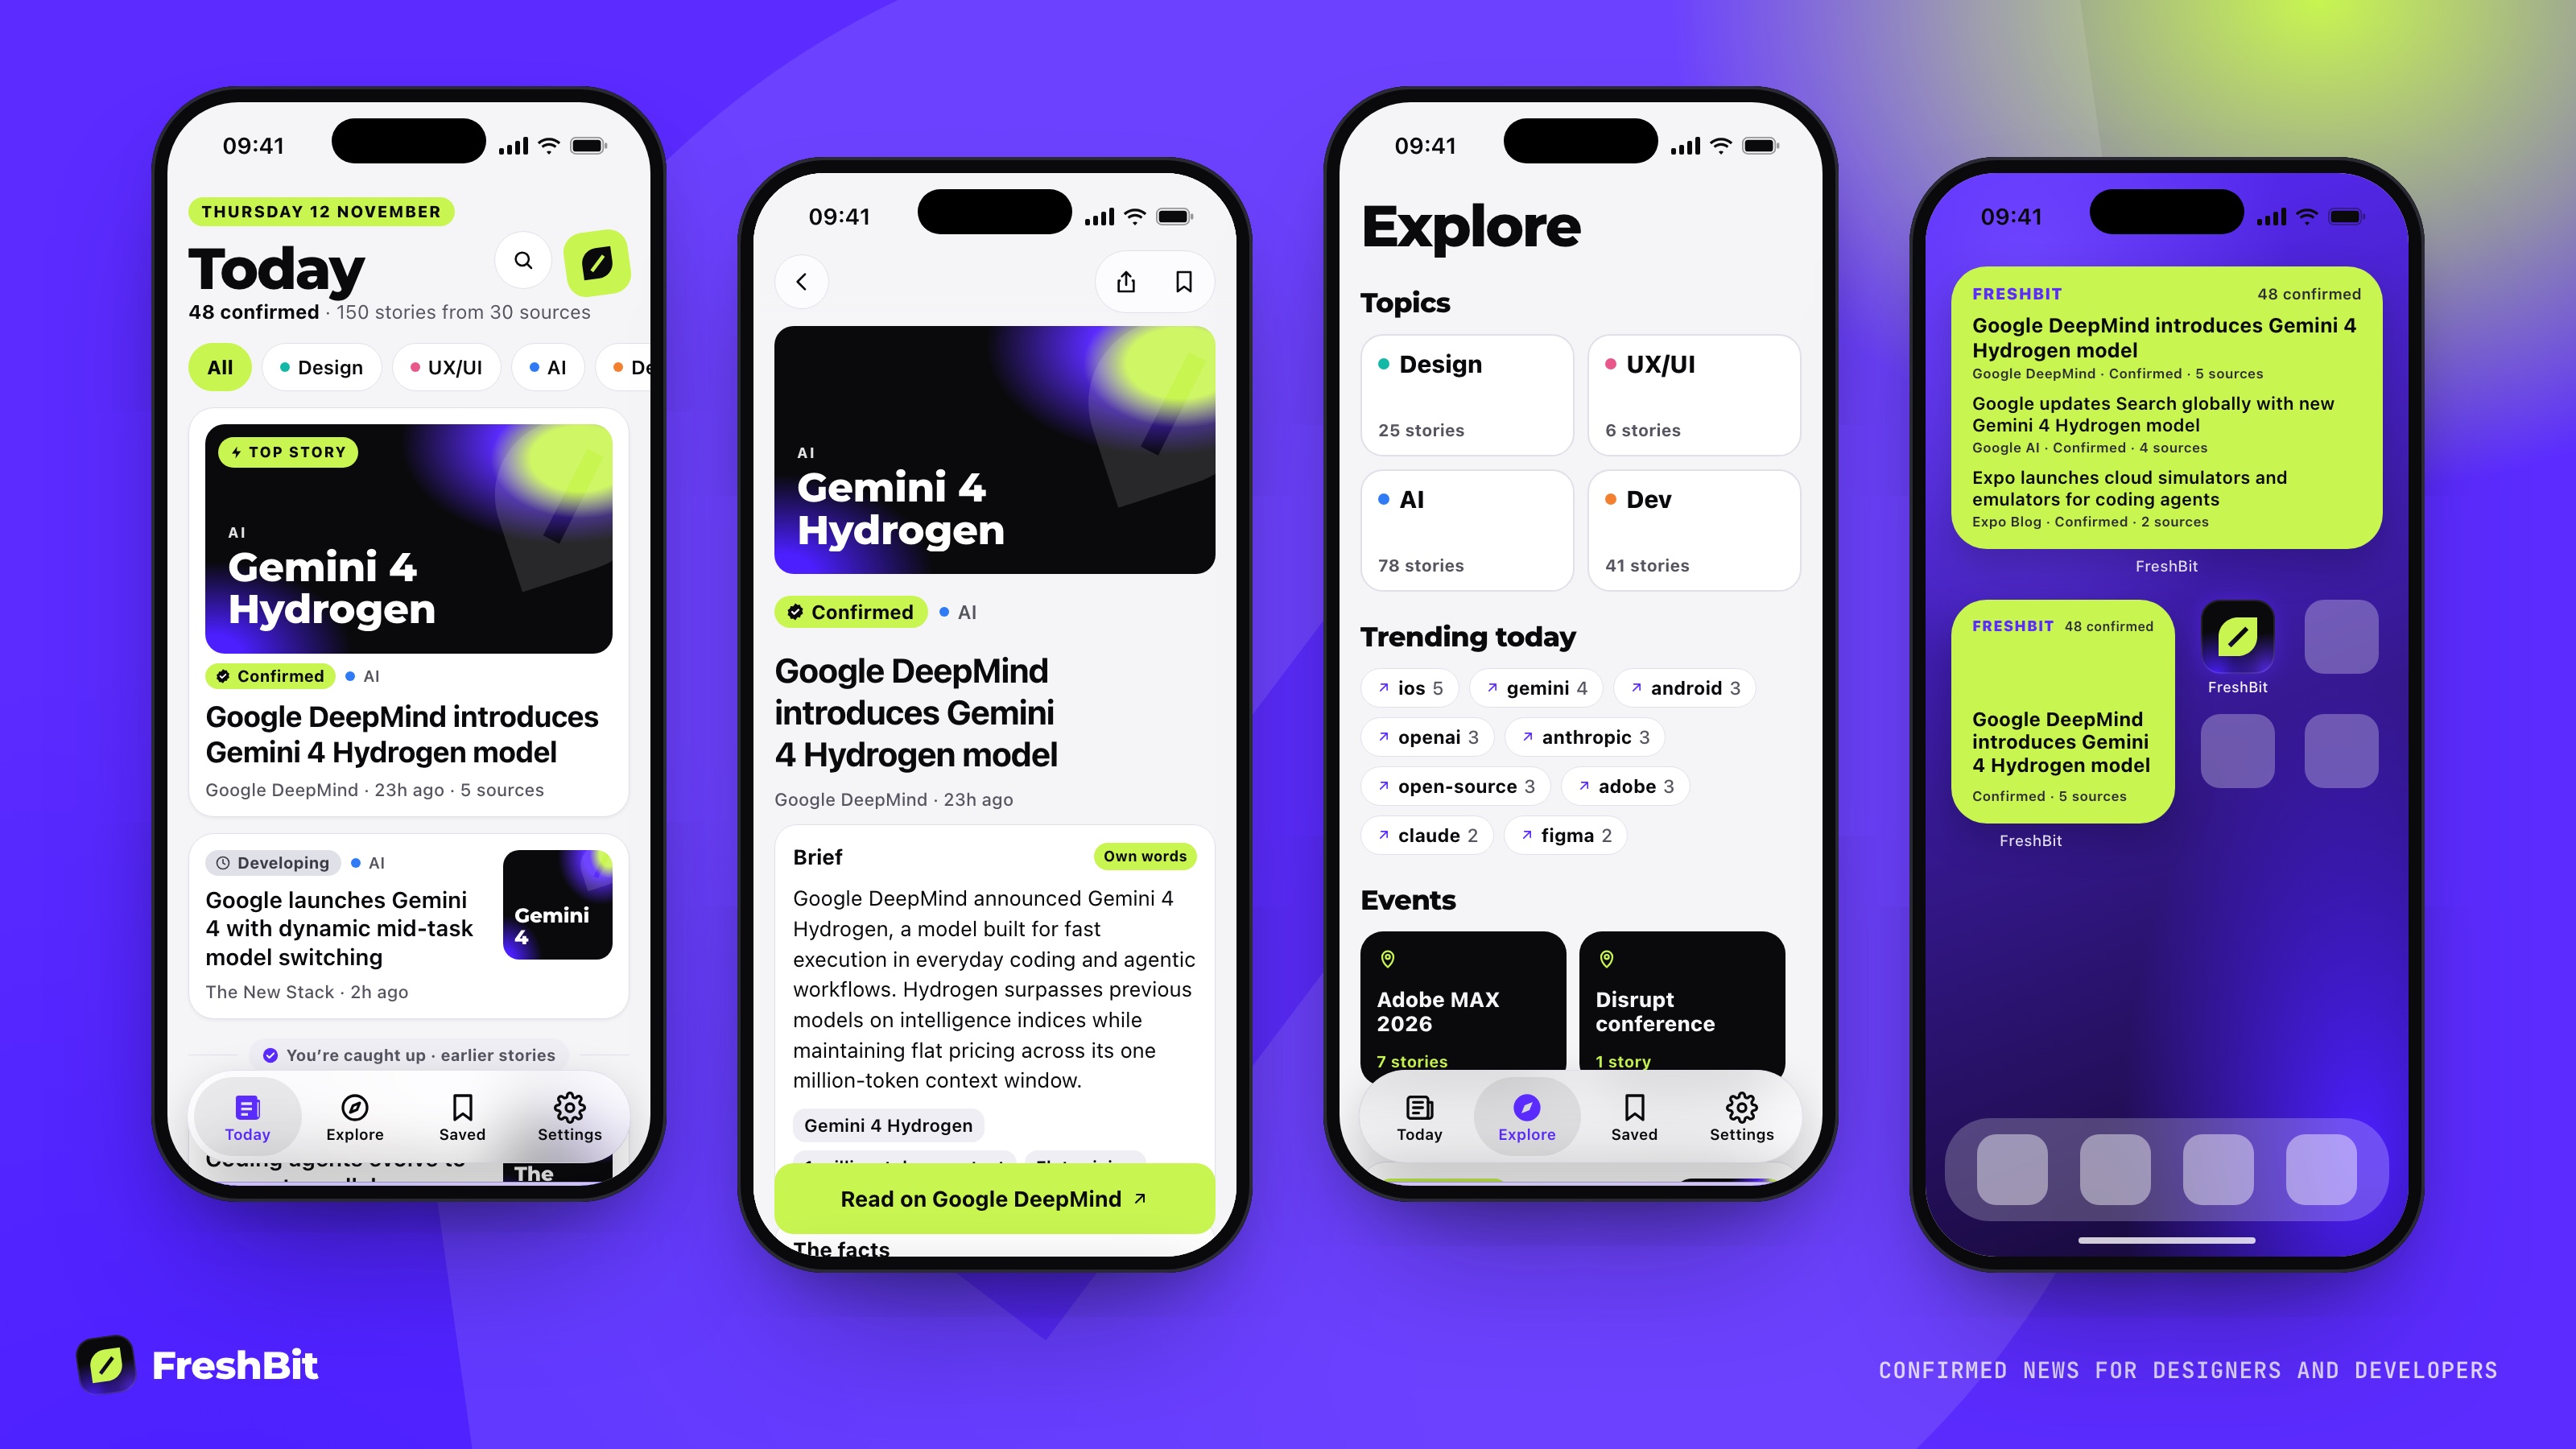 09:41
THURSDAY 12 NOVEMBER
Today
48 confirmed · 150 stories from 30 sources
All
Design
UX/UI
AI
De
TOP STORY
AI
Gemini 4
Hydrogen
Confirmed
AI
Google DeepMind introduces
Gemini 4 Hydrogen model
Google DeepMind · 23h ago · 5 sources
Developing
AI
Google launches Gemini
4 with dynamic mid-task
model switching
The New Stack · 2h ago
Gemini
4
You’re caught up · earlier stories
Today
Explore
Saved
Settings
Coding agents evolve to
The
09:41
AI
Gemini 4
Hydrogen
Confirmed
AI
Google DeepMind
introduces Gemini
4 Hydrogen model
Google DeepMind · 23h ago
Brief
Own words
Google DeepMind announced Gemini 4
Hydrogen, a model built for fast
execution in everyday coding and agentic
workflows. Hydrogen surpasses previous
models on intelligence indices while
maintaining flat pricing across its one
million-token context window.
Gemini 4 Hydrogen
Read on Google DeepMind
The facts
09:41
Explore
Topics
Design
25 stories
UX/UI
6 stories
AI
78 stories
Dev
41 stories
Trending today
ios 5
gemini 4
android 3
openai 3
anthropic 3
open-source 3
adobe 3
claude 2
figma 2
Events
Adobe MAX
2026
7 stories
Disrupt
conference
1 story
Today
Explore
Saved
Settings
09:41
FRESHBIT
48 confirmed
Google DeepMind introduces Gemini 4
Hydrogen model
Google DeepMind · Confirmed · 5 sources
Google updates Search globally with new
Gemini 4 Hydrogen model
Google AI · Confirmed · 4 sources
Expo launches cloud simulators and
emulators for coding agents
Expo Blog · Confirmed · 2 sources
FreshBit
FRESHBIT
48 confirmed
Google DeepMind
introduces Gemini
4 Hydrogen model
Confirmed · 5 sources
FreshBit
FreshBit
FreshBit
CONFIRMED NEWS FOR DESIGNERS AND DEVELOPERS